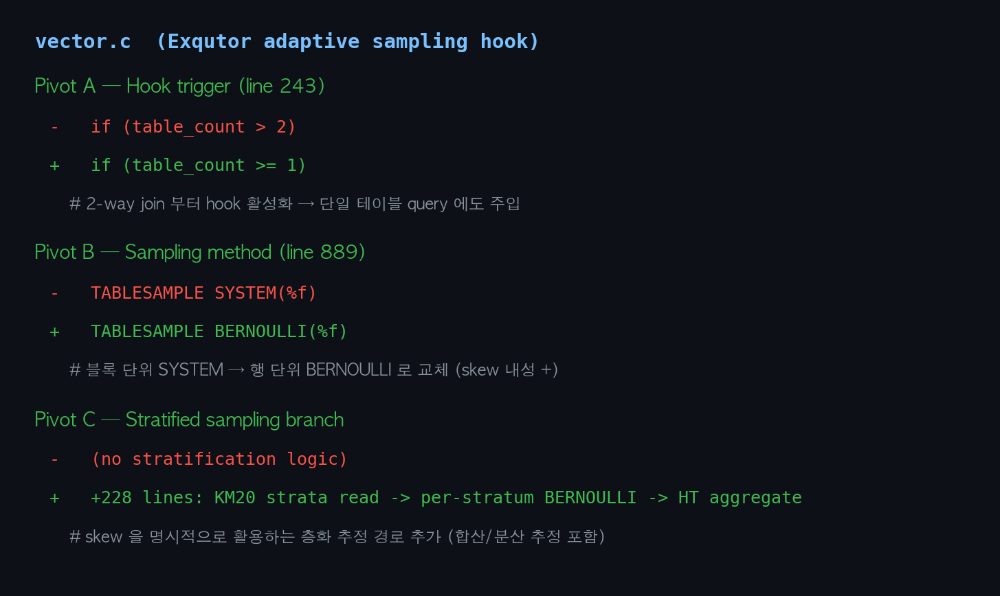 vector.c  (Exqutor adaptive sampling hook)
Pivot A — Hook trigger (line 243)
-   if (table_count > 2)
+   if (table_count >= 1)
# 2-way join 부터 hook 활성화 → 단일 테이블 query 에도 주입
Pivot B — Sampling method (line 889)
-   TABLESAMPLE SYSTEM(%f)
+   TABLESAMPLE BERNOULLI(%f)
# 블록 단위 SYSTEM → 행 단위 BERNOULLI 로 교체 (skew 내성 +)
Pivot C — Stratified sampling branch
-   (no stratification logic)
+   +228 lines: KM20 strata read -> per-stratum BERNOULLI -> HT aggregate
# skew 을 명시적으로 활용하는 층화 추정 경로 추가 (합산/분산 추정 포함)